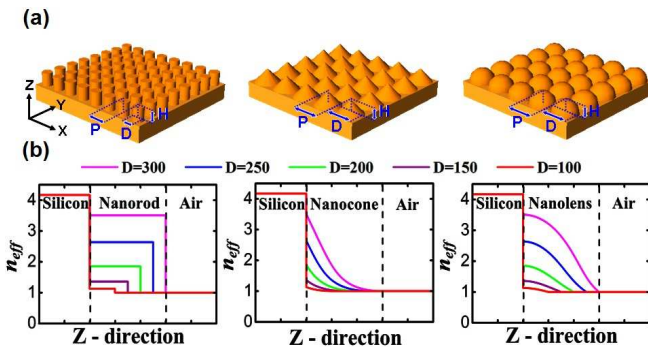 (a)
Z
Y
X
P
D
H
P
D
H
P
D
H
(b)
D=300 D=250 D=200 D=150 D=100
Silicon Nanorod Air
Silicon Nanocone Air
Silicon Nanolens Air
4
3
2
1
0
n_eff
Z - direction
4
3
2
1
0
n_eff
Z - direction
4
3
2
1
0
n_eff
Z - direction